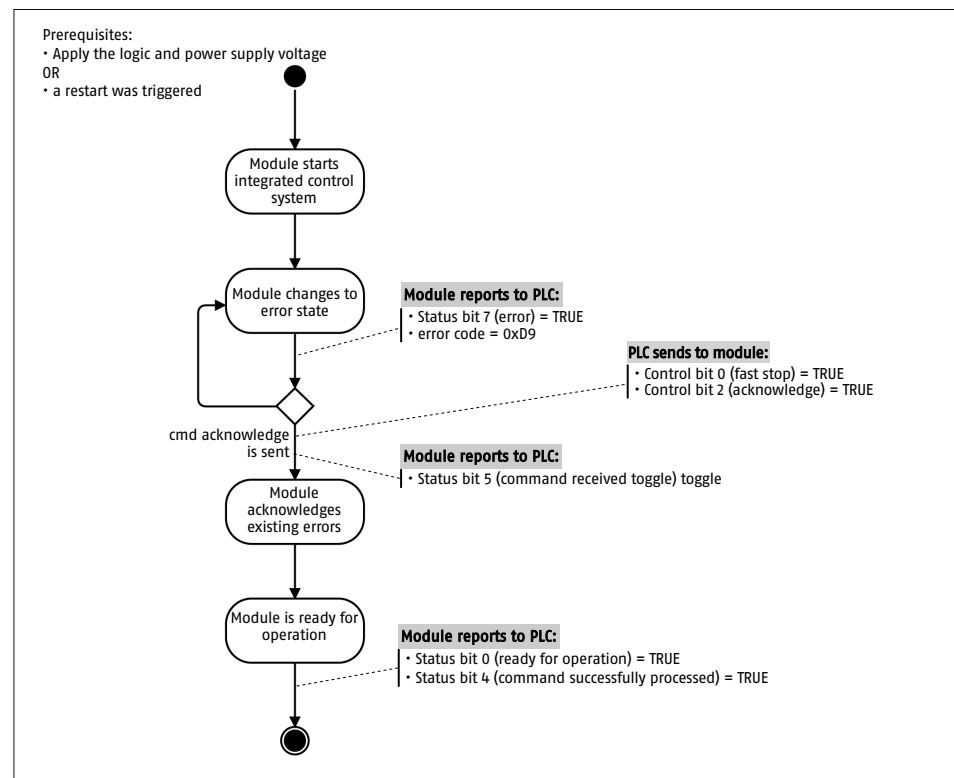 Prerequisites:
• Apply the logic and power supply voltage
OR
• a restart was triggered
Module starts
integrated control
system
Module changes to
error state
Module reports to PLC:
• Status bit 7 (error) = TRUE
• error code = 0xD9
PLC sends to module:
• Control bit 0 (fast stop) = TRUE
• Control bit 2 (acknowledge) = TRUE
cmd acknowledge
is sent
Module reports to PLC:
• Status bit 5 (command received toggle) toggle
Module
acknowledges
existing errors
Module is ready for
operation
Module reports to PLC:
• Status bit 0 (ready for operation) = TRUE
• Status bit 4 (command successfully processed) = TRUE